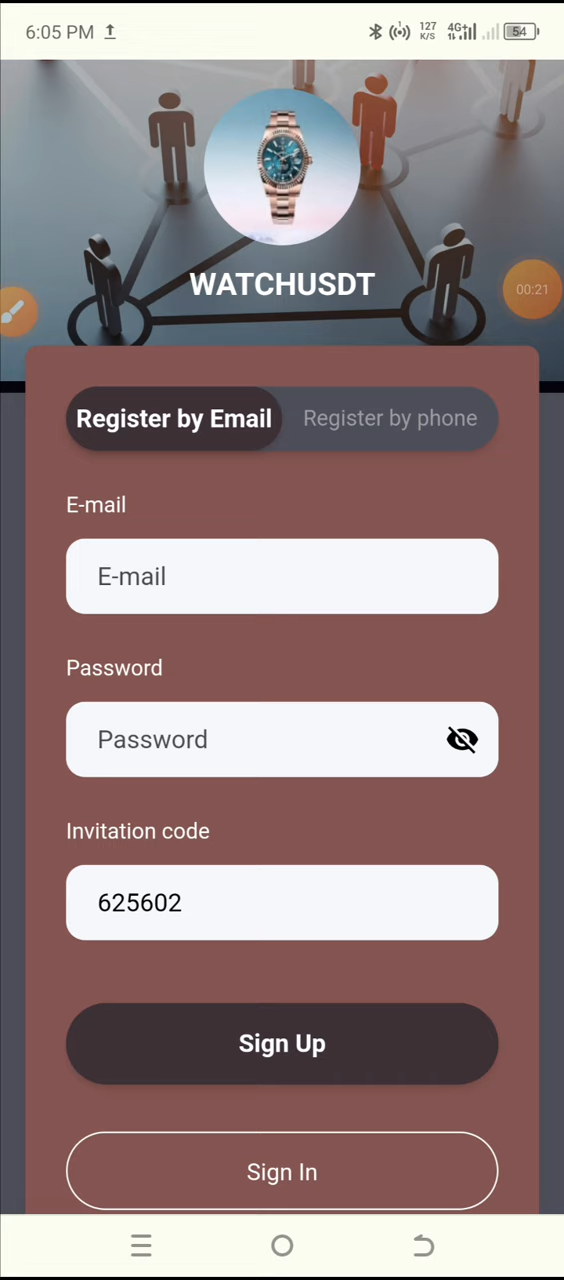 6:05 PM
127
K/S
4G+
54
WATCHUSDT
00:21
Register by Email
Register by phone
E-mail
E-mail
Password
Password
Invitation code
625602
Sign Up
Sign In